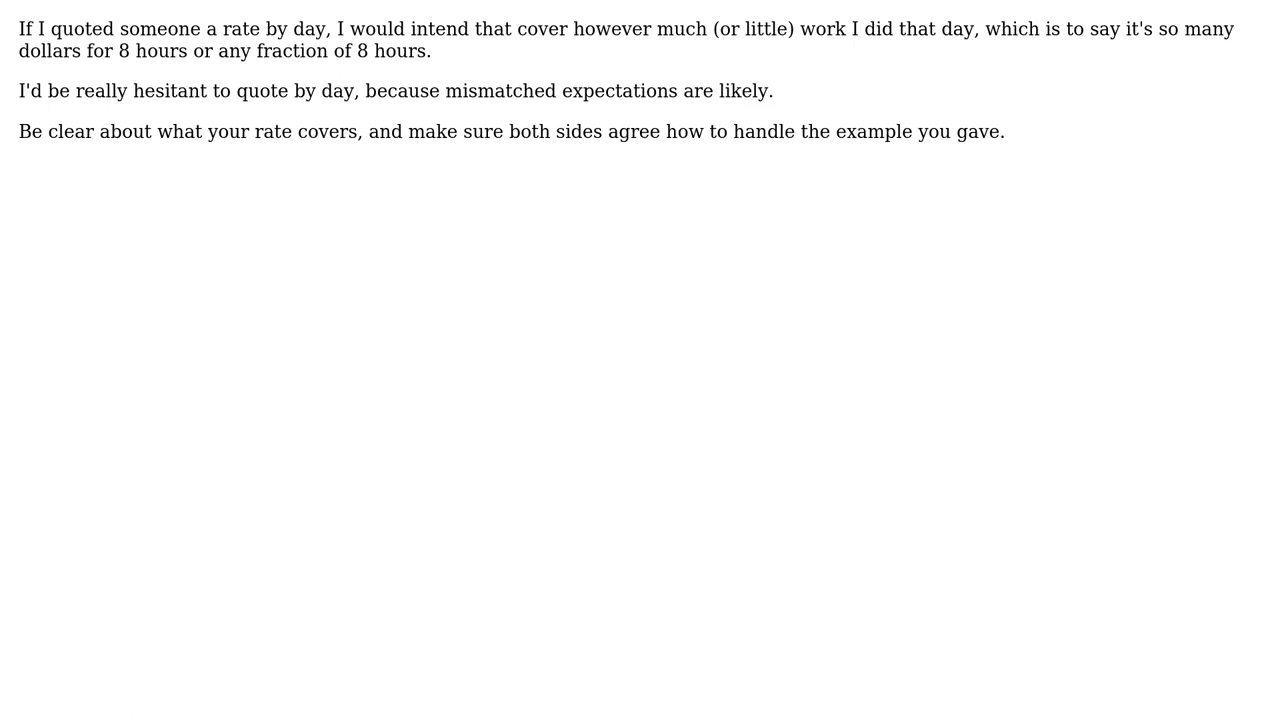 If I quoted someone a rate by day, I would intend that cover however much (or little) work I did that day, which is to say it's so many
dollars for 8 hours or any fraction of 8 hours.
I'd be really hesitant to quote by day, because mismatched expectations are likely.
Be clear about what your rate covers, and make sure both sides agree how to handle the example you gave.